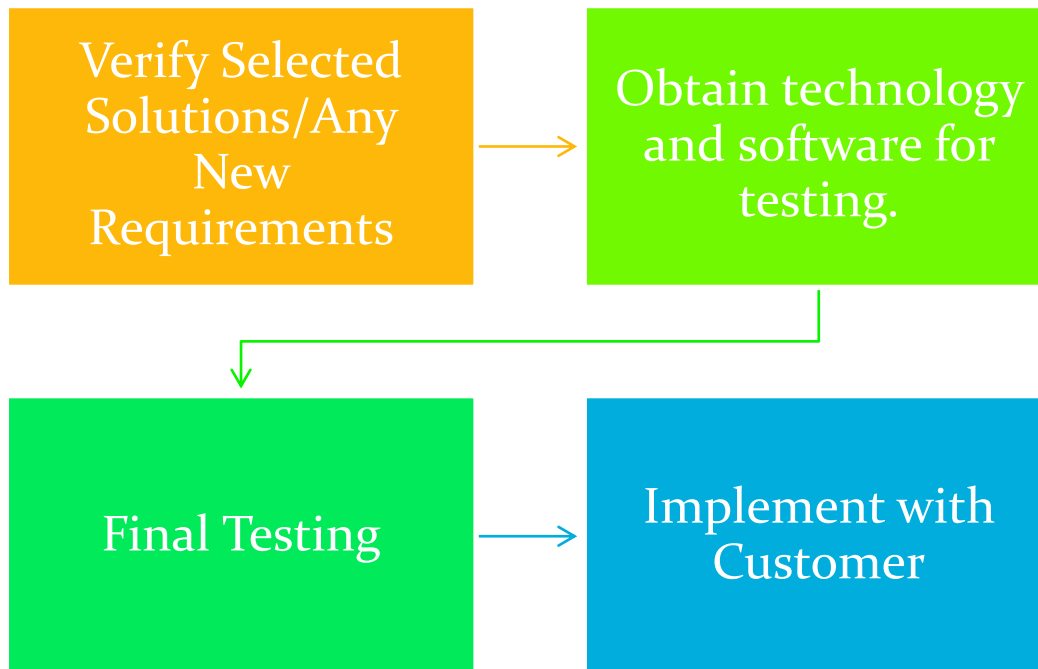 Verify Selected
Solutions/Any
New
Requirements
Obtain technology
and software for
testing.
Final Testing
Implement with
Customer